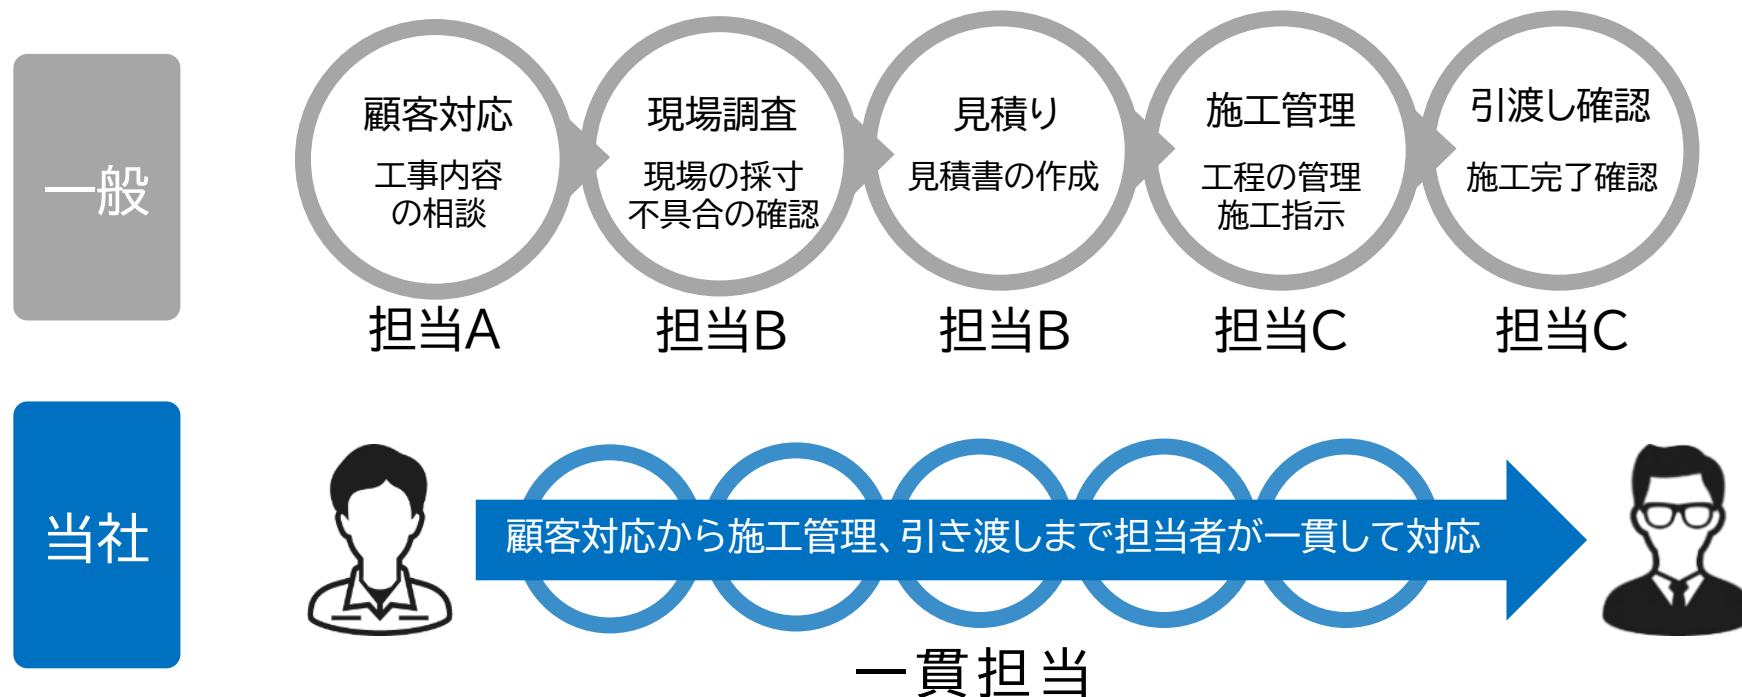 一般
顧客対応
工事内容
の相談
担当A
現場調査
現場の採寸
不具合の確認
担当B
見積り
見積書の作成
担当B
施工管理
工程の管理
施工指示
担当C
引渡し確認
施工完了確認
担当C
当社
顧客対応から施工管理、引き渡しまで担当者が一貫して対応
一貫担当